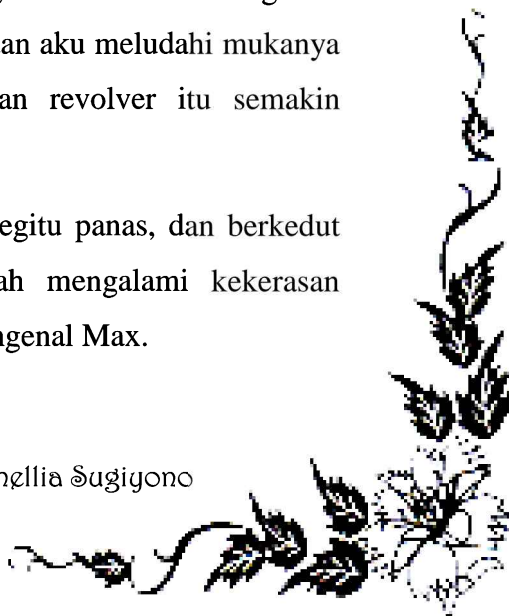 an aku meludahi mukanya
an revolver itu semakin
egitu panas, dan berkedut
ah mengalami kekerasan
ngenal Max.
nellia Sugiyono